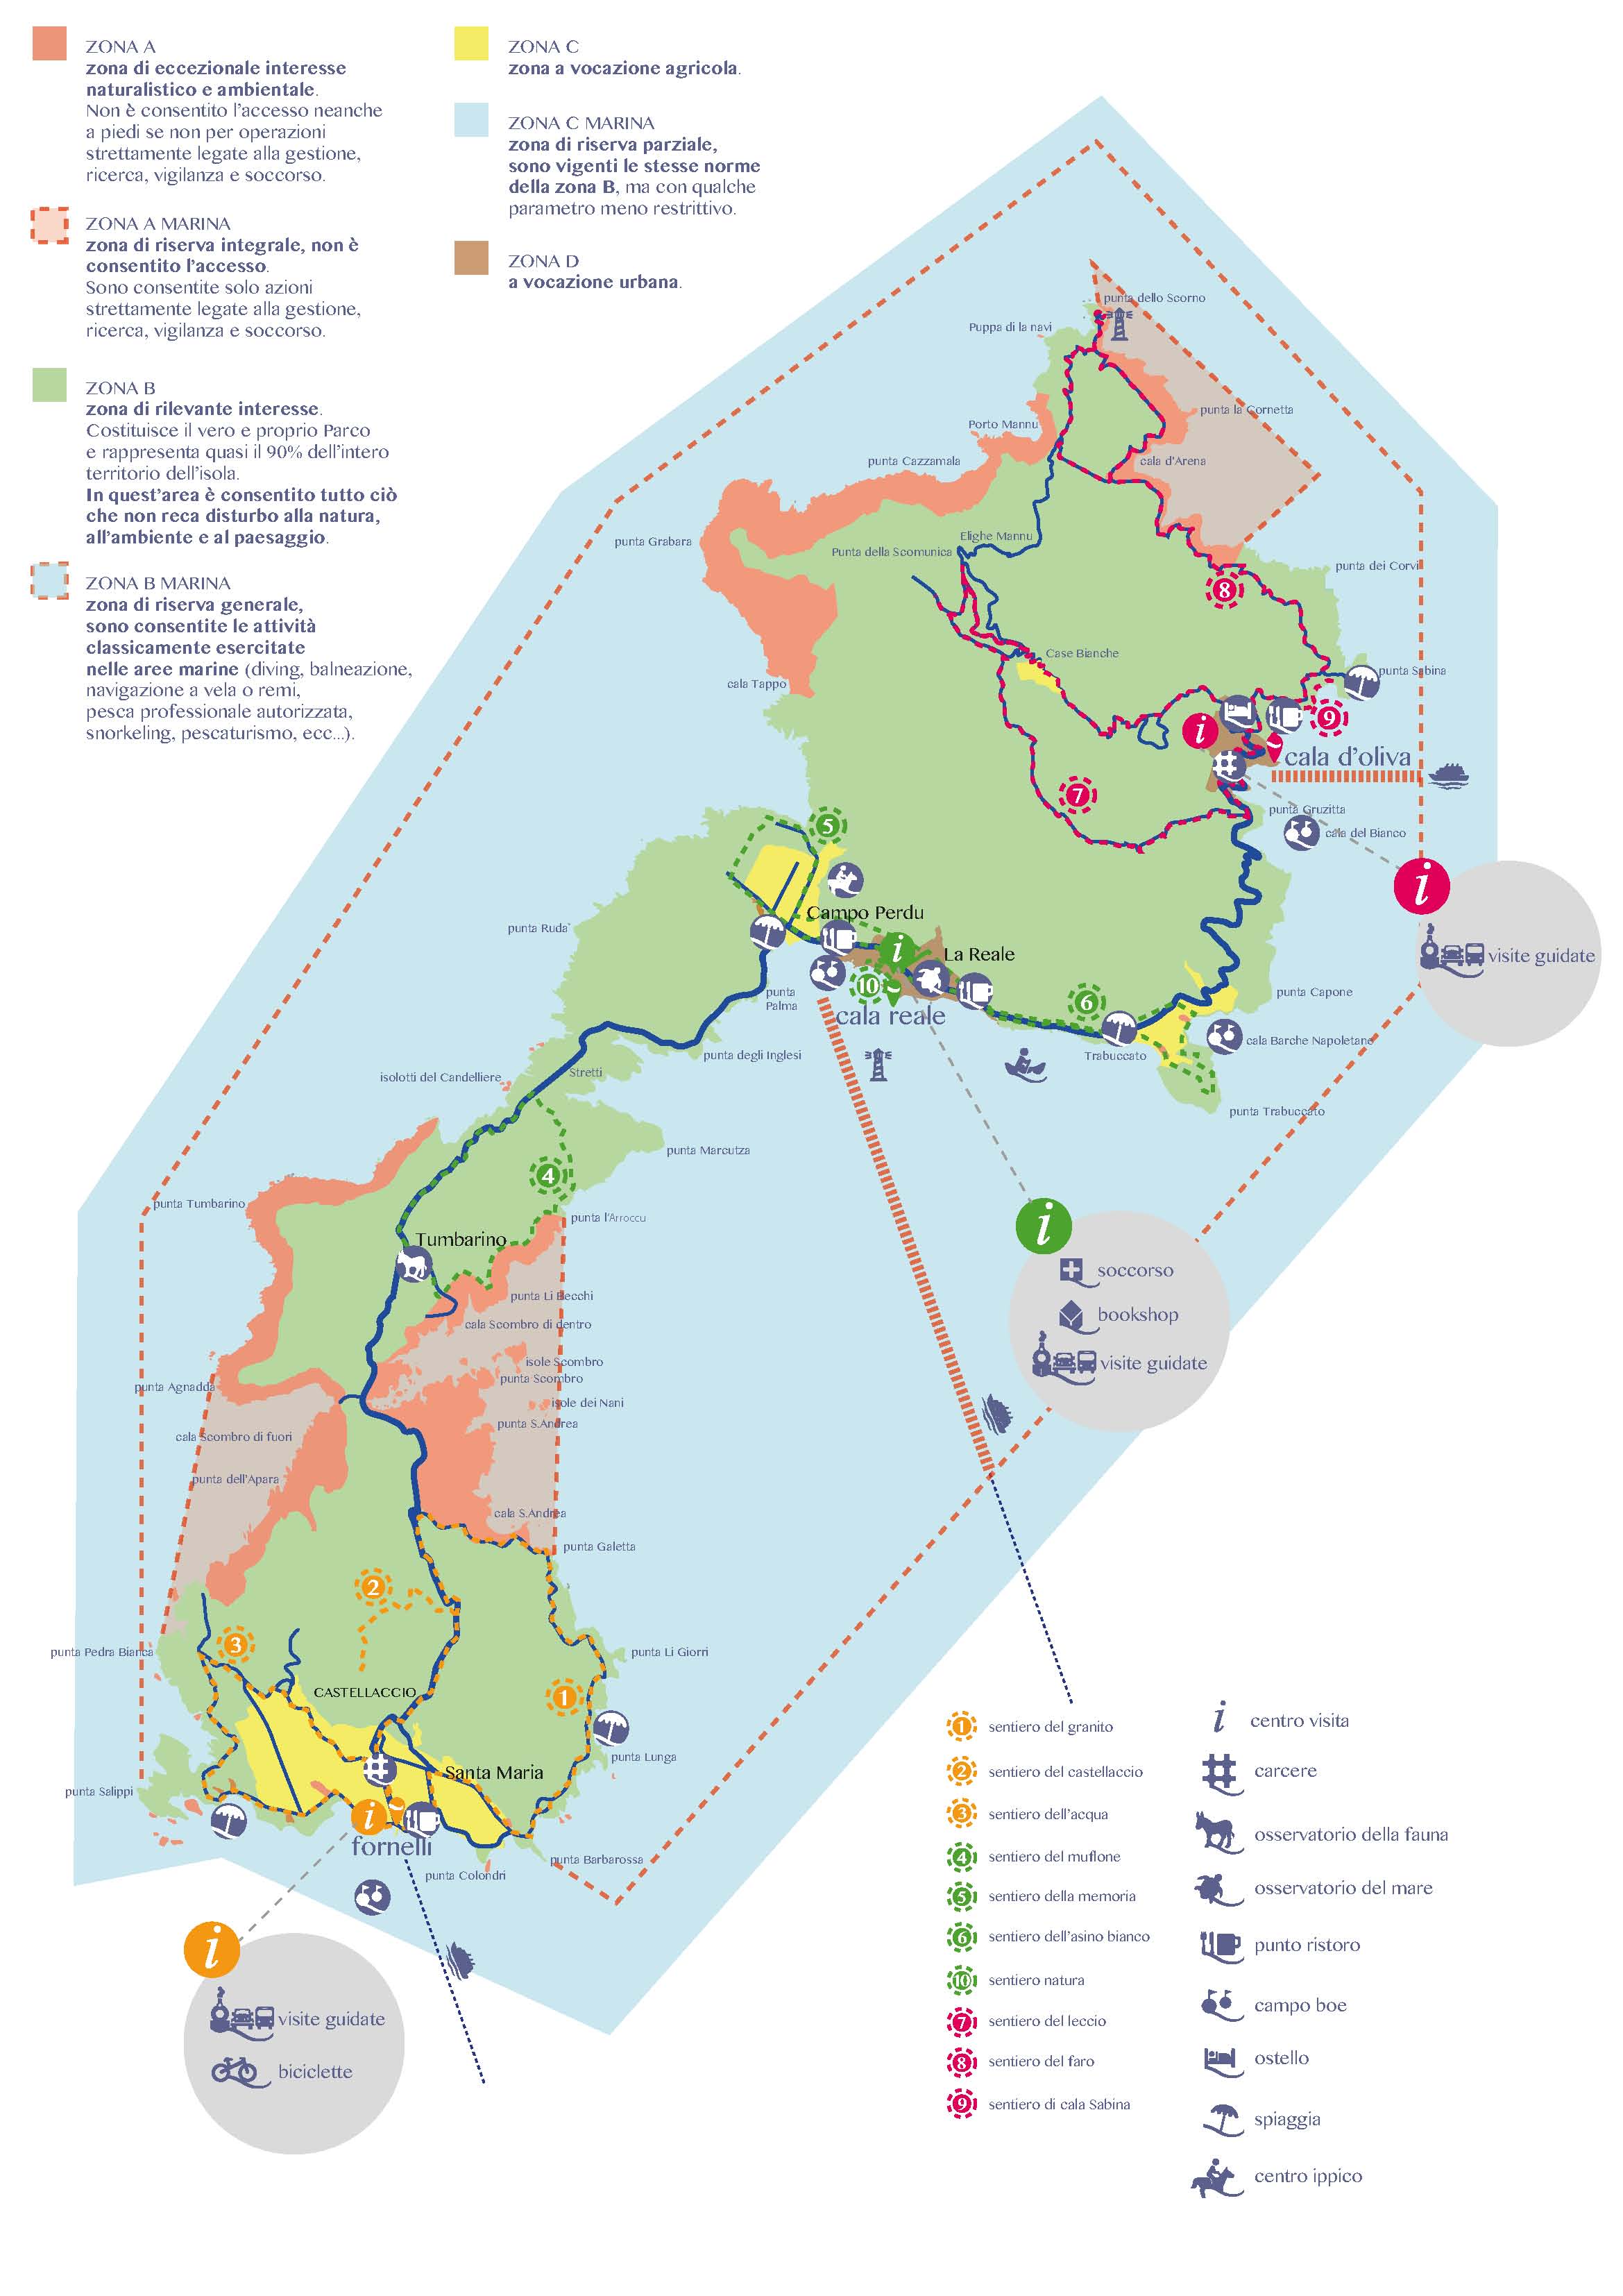 ZONA A
zona di eccezionale interesse
naturalistico e ambientale.
Non è consentito l'accesso neanche
a piedi se non per operazioni
strettamente legate alla gestione,
ricerca, vigilanza e soccorso.
ZONA A MARINA
zona di riserva integrale, non è
consentito l'accesso.
Sono consentite solo azioni
strettamente legate alla gestione,
ricerca, vigilanza e soccorso.
ZONA B
zona di rilevante interesse.
Costituisce il vero e proprio Parco
e rappresenta quasi il 90% dell'intero
territorio dell'isola.
In quest'area è consentito tutto ciò
che non reca disturbo alla natura,
all'ambiente e al paesaggio.
ZONA B MARINA
zona di riserva generale,
sono consentite le attività
classicamente esercitate
nelle aree marine (diving, balneazione,
navigazione a vela o remi,
pesca professionale autorizzata,
snorkeling, pescaturismo, ecc...).
ZONA C
zona a vocazione agricola.
ZONA C MARINA
zona di riserva parziale,
sono vigenti le stesse norme
della zona B, ma con qualche
parametro meno restrittivo.
ZONA D
a vocazione urbana.
punta dello Scorno
Puppa di la navi
punta la Cornetta
Porto Mannu
cala d'Arena
punta Cazzamala
Elighe Mannu
punta Grabara
Punta della Scomunica
punta dei Corvi
8
Case Bianche
punta Sabina
cala Tappo
9
i
cala d'oliva
7
punta Gruzitta
cala del Bianco
5
i
visite guidate
Campo Perdu
punta Ruda
i
La Reale
10
punta
Palma
cala reale
6
punta Capone
cala Barche Napoletane
Trabuccato
punta degli Inglesi
Stretti
isolotti del Candelliere
punta Trabuccato
punta Marcutza
4
punta Tumbarino
punta l'Arroccu
Tumbarino
i
soccorso
bookshop
visite guidate
punta Li Becchi
cala Scombro di dentro
isole Scombro
punta Scombro
punta Agnadda
isole dei Nani
punta S.Andrea
cala Scombro di fuori
punta dell'Apara
cala S.Andrea
punta Galetta
2
3
punta Pedra Bianca
punta Li Giorri
CASTELLACCIO
1
punta Lunga
Santa Maria
punta Salippi
i
fornelli
punta Barbarossa
punta Colondri
i
visite guidate
biciclette
1 sentiero del granito
2 sentiero del castellaccio
3 sentiero dell'acqua
4 sentiero del muflone
5 sentiero della memoria
6 sentiero dell'asino bianco
10 sentiero natura
7 sentiero del leccio
8 sentiero del faro
9 sentiero di cala Sabina
i centro visita
carcere
osservatorio della fauna
osservatorio del mare
punto ristoro
campo boe
ostello
spiaggia
centro ippico